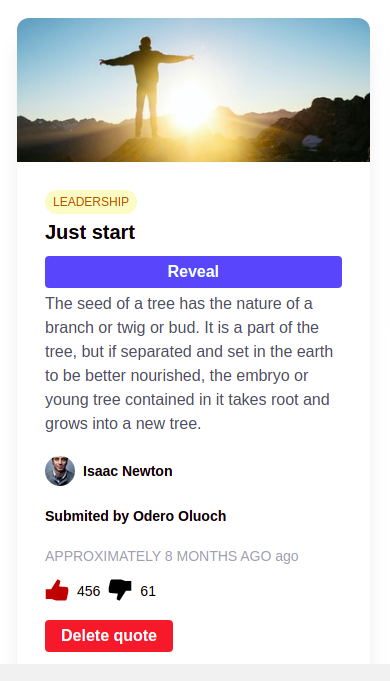 LEADERSHIP
Just start
Reveal
The seed of a tree has the nature of a
branch or twig or bud. It is a part of the
tree, but if separated and set in the earth
to be better nourished, the embryo or
young tree contained in it takes root and
grows into a new tree.
Isaac Newton
Submited by Odero Oluoch
APPROXIMATELY 8 MONTHS AGO ago
456 61
Delete quote